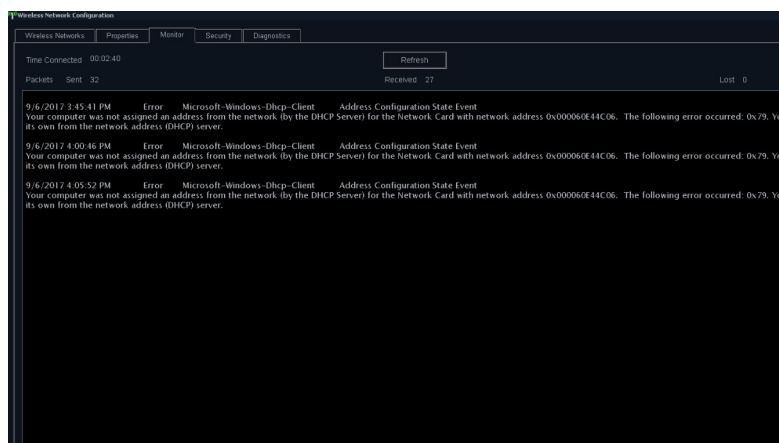 Wireless Network Configuration
Wireless Networks Properties Monitor Security Diagnostics
Time Connected 00:02:40 Refresh
Packets Sent 32 Received 27 Lost 0
9/6/2017 3:45:41 PM Error Microsoft-Windows-Dhcp-Client Address Configuration State Event
Your computer was not assigned an address from the network (by the DHCP Server) for the Network Card with network address 0x000060E44C06. The following error occurred: 0x79. Yo
its own from the network address (DHCP) server.
9/6/2017 4:00:46 PM Error Microsoft-Windows-Dhcp-Client Address Configuration State Event
Your computer was not assigned an address from the network (by the DHCP Server) for the Network Card with network address 0x000060E44C06. The following error occurred: 0x79. Yo
its own from the network address (DHCP) server.
9/6/2017 4:05:52 PM Error Microsoft-Windows-Dhcp-Client Address Configuration State Event
Your computer was not assigned an address from the network (by the DHCP Server) for the Network Card with network address 0x000060E44C06. The following error occurred: 0x79. Yo
its own from the network address (DHCP) server.